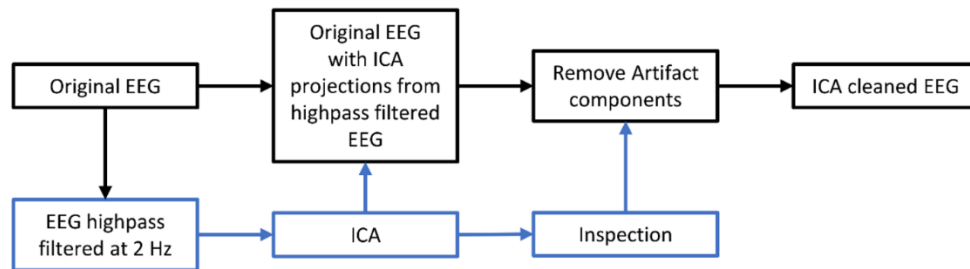 Original EEG
Original EEG
with ICA
projections from
highpass filtered
EEG
Remove Artifact
components
ICA cleaned EEG
EEG highpass
filtered at 2 Hz
ICA
Inspection